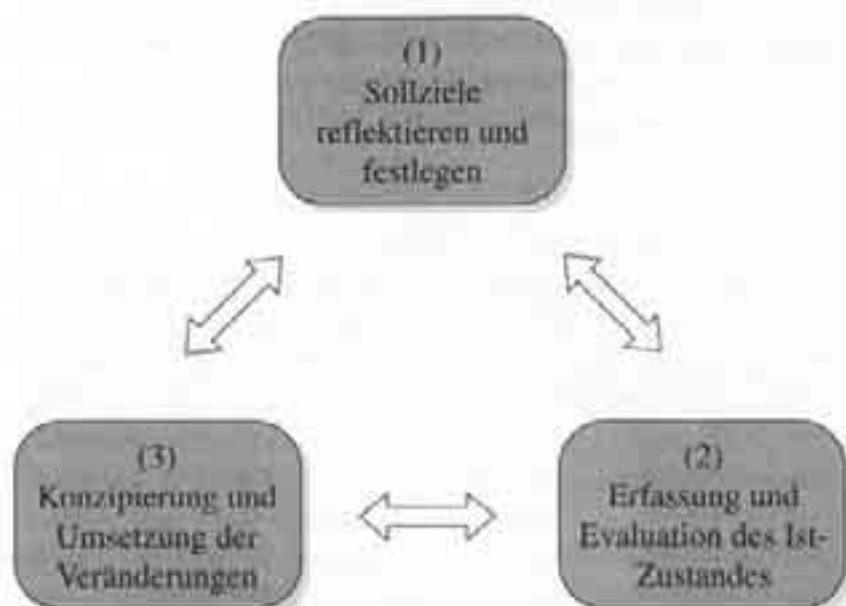 (1)
Sollziele
reflektieren und
festlegen
(3)
Konzipierung und
Umsetzung der
Veränderungen
(2)
Erfassung und
Evaluation des Ist-
Zustandes